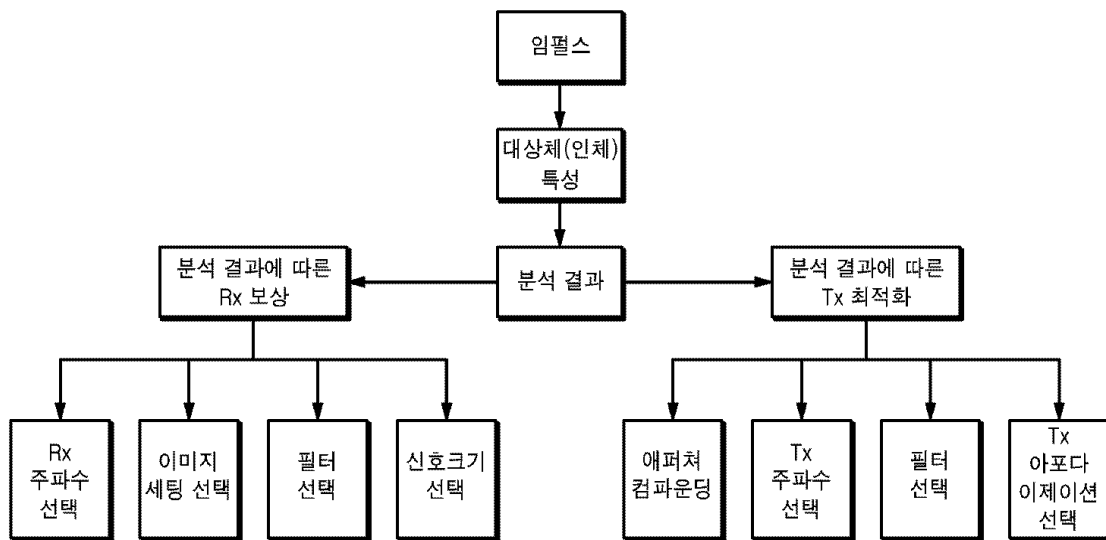 임펄스
대상체(인체)
특성
분석 결과에 따른
Rx 보상
분석 결과
분석 결과에 따른
Tx 최적화
Rx
주파수
선택
이미지
세팅 선택
필터
선택
신호크기
선택
애퍼쳐
컴파운딩
Tx
주파수
선택
필터
선택
Tx
아포다
이제이션
선택